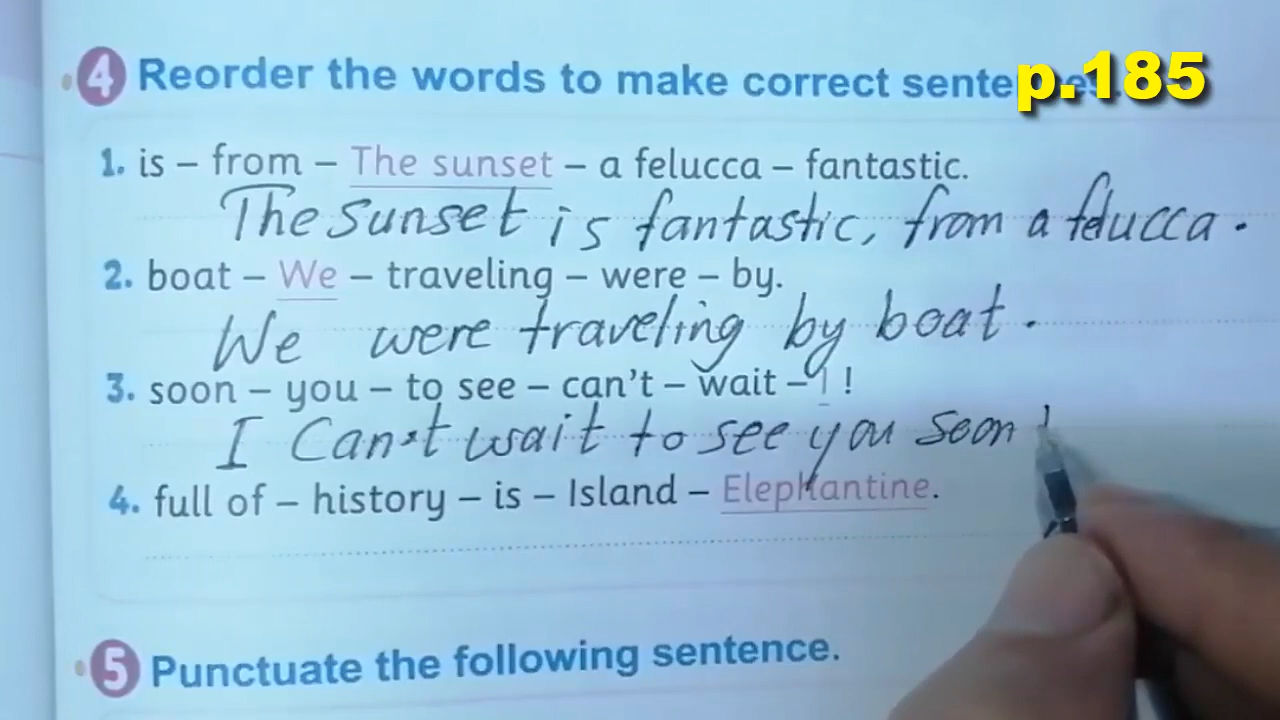 4 Reorder the words to make correct sente
p.185
1. is – from – The sunset – a felucca – fantastic.
The sunset is fantastic, from a felucca.
2. boat – We – traveling – were – by.
We were traveling by boat.
3. soon – you – to see – can't – wait – I !
I Can't wait to see you soon !
4. full of – history – is – Island – Elephantine.
5 Punctuate the following sentence.